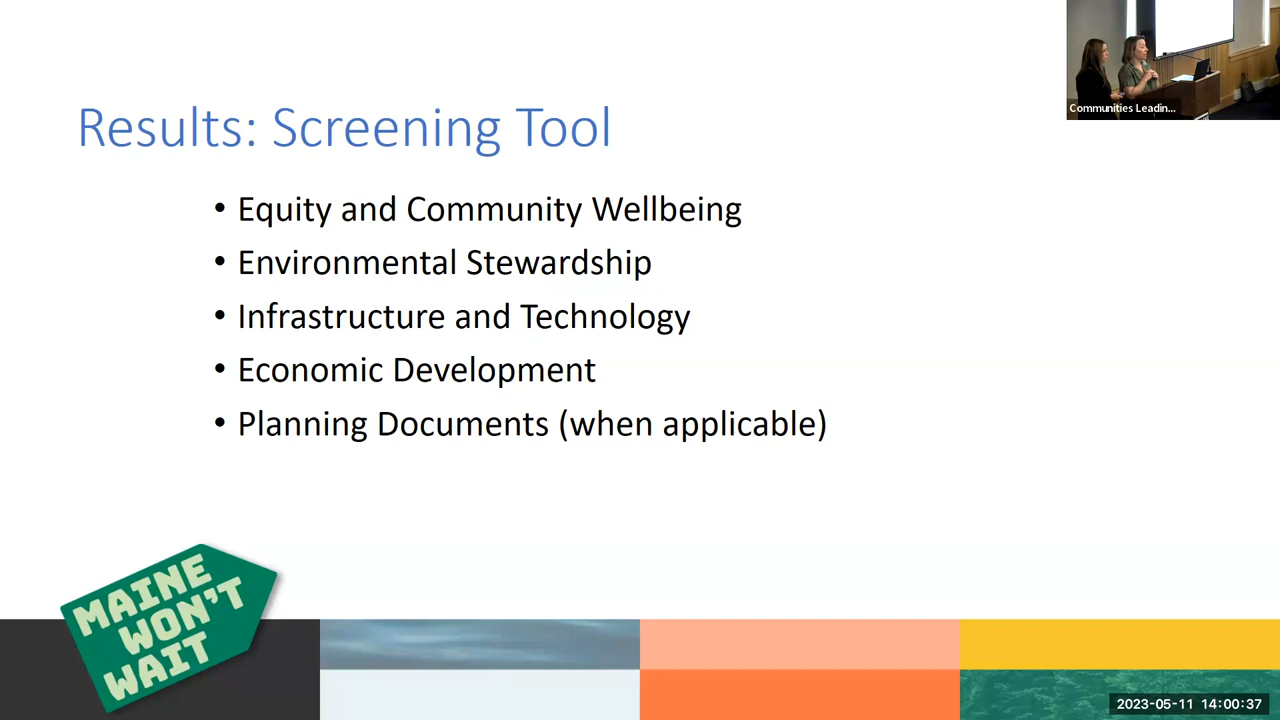 Communities Leadin...
Results: Screening Tool
• Equity and Community Wellbeing
• Environmental Stewardship
• Infrastructure and Technology
• Economic Development
• Planning Documents (when applicable)
MAINE
WON'T
WAIT
2023-05-11 14:00:37